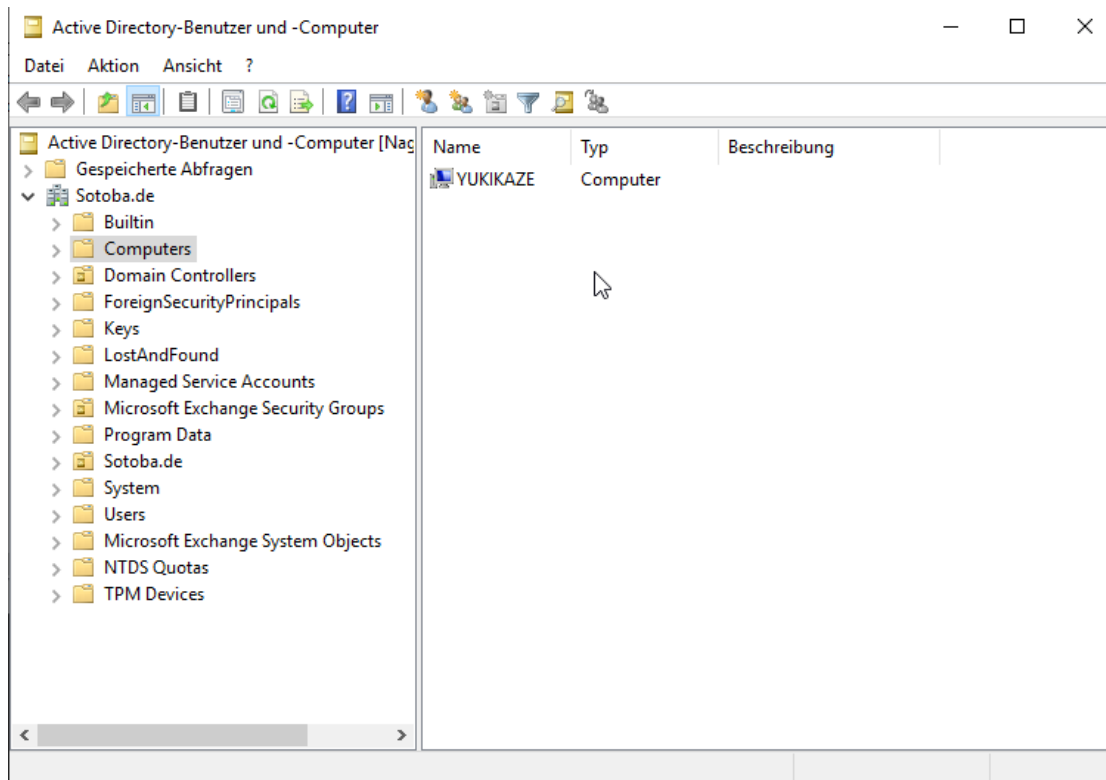 Active Directory-Benutzer und -Computer
Datei Aktion Ansicht ?
Active Directory-Benutzer und -Computer [Nag
Gespeicherte Abfragen
Sotoba.de
Builtin
Computers
Domain Controllers
ForeignSecurityPrincipals
Keys
LostAndFound
Managed Service Accounts
Microsoft Exchange Security Groups
Program Data
Sotoba.de
System
Users
Microsoft Exchange System Objects
NTDS Quotas
TPM Devices
Name Typ Beschreibung
YUKIKAZE Computer